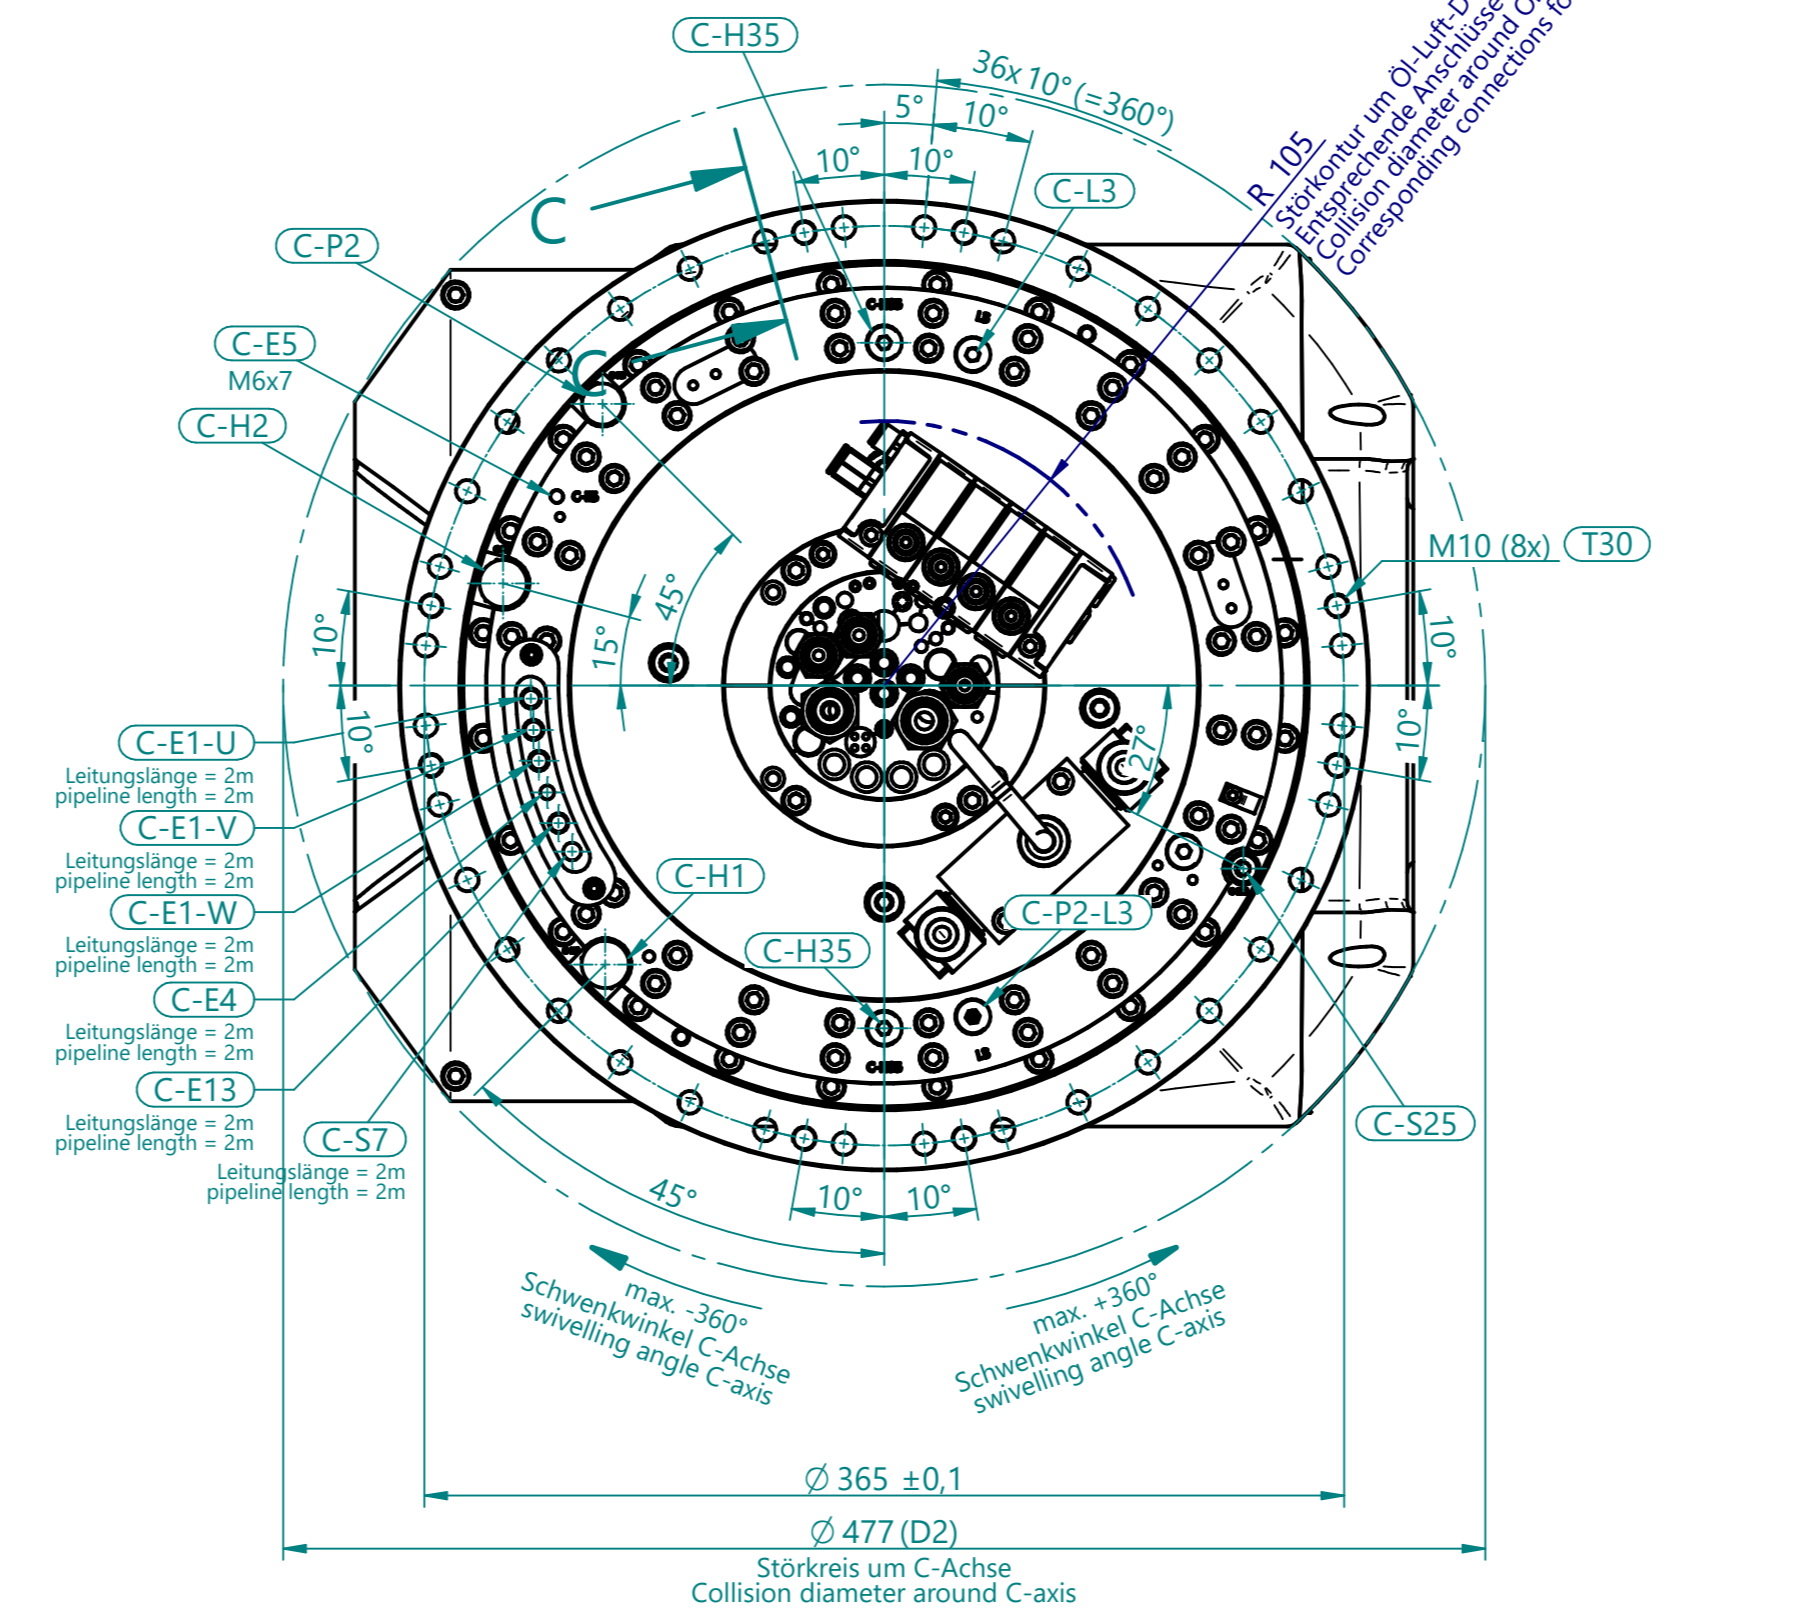 C-H35
36x 10° (=360°)
5°
10°
10°
10°
C-L3
R 105
Störkontur um Öl-Luft-D
Entsprechende Anschlüsse
Collision diameter around
Corresponding connections
C
C-P2
C-H35
L3
C
C-E5
M6x7
C-H2
C-E5
M10 (8x)
T30
45°
15°
10°
10°
10°
10°
27°
C-E1-U
Leitungslänge = 2m
pipeline length = 2m
C-E1-V
Leitungslänge = 2m
pipeline length = 2m
C-E1-W
Leitungslänge = 2m
pipeline length = 2m
C-E4
Leitungslänge = 2m
pipeline length = 2m
C-E13
Leitungslänge = 2m
pipeline length = 2m
C-S7
Leitungslänge = 2m
pipeline length = 2m
C-H1
C-P2-L3
C-H35
C-H35
L3
C-S25
45°
10°
10°
max. -360°
Schwenkwinkel C-Achse
swivelling angle C-axis
max. +360°
Schwenkwinkel C-Achse
swivelling angle C-axis
∅ 365 ±0,1
∅ 477 (D2)
Störkreis um C-Achse
Collision diameter around C-axis